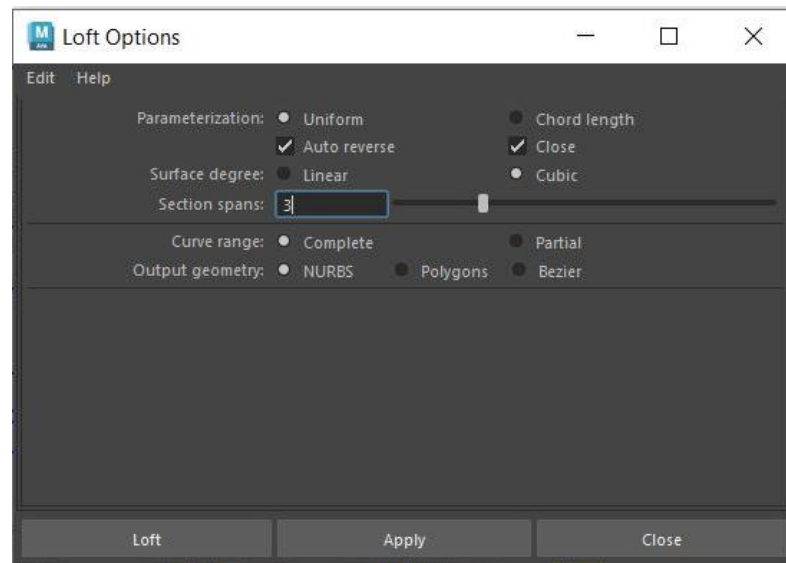 M Loft Options
Edit Help
Parameterization: Uniform Chord length
Auto reverse Close
Surface degree: Linear Cubic
Section spans: 3
Curve range: Complete Partial
Output geometry: NURBS Polygons Bezier
Loft Apply Close